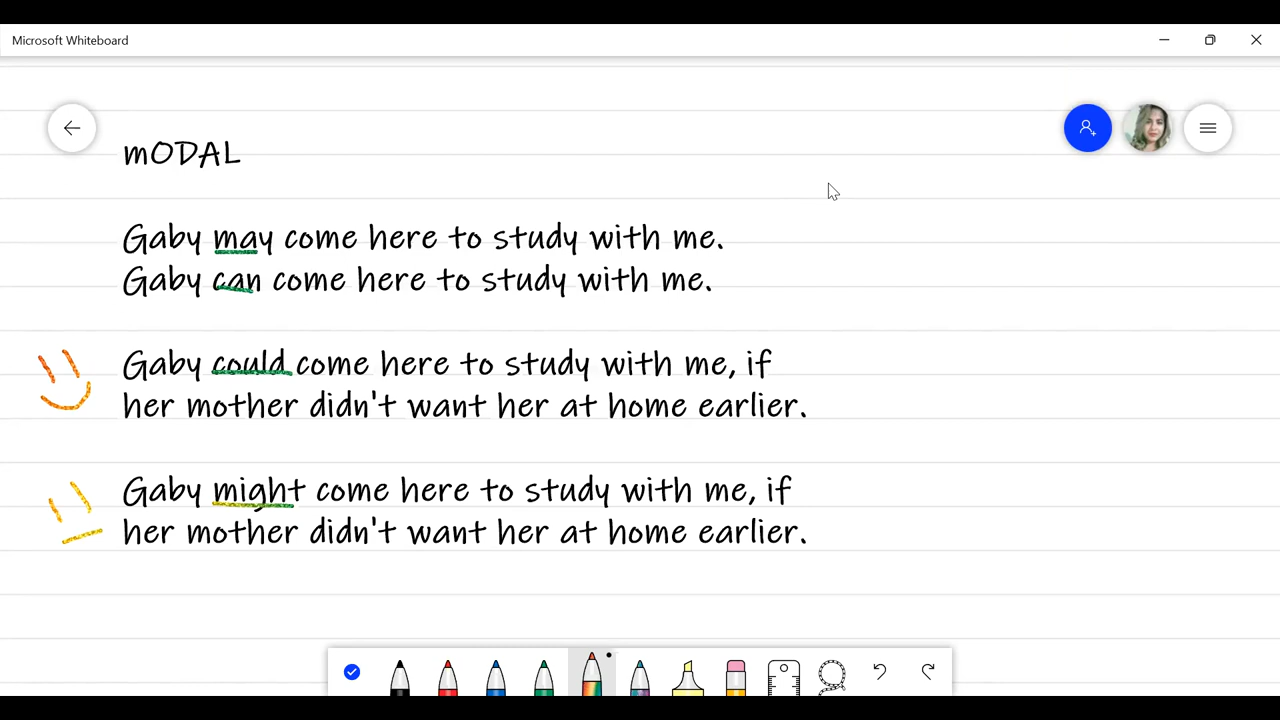 Microsoft Whiteboard
mODAL
Gaby may come here to study with me.
Gaby can come here to study with me.
Gaby could come here to study with me, if
her mother didn't want her at home earlier.
Gaby might come here to study with me, if
her mother didn't want her at home earlier.